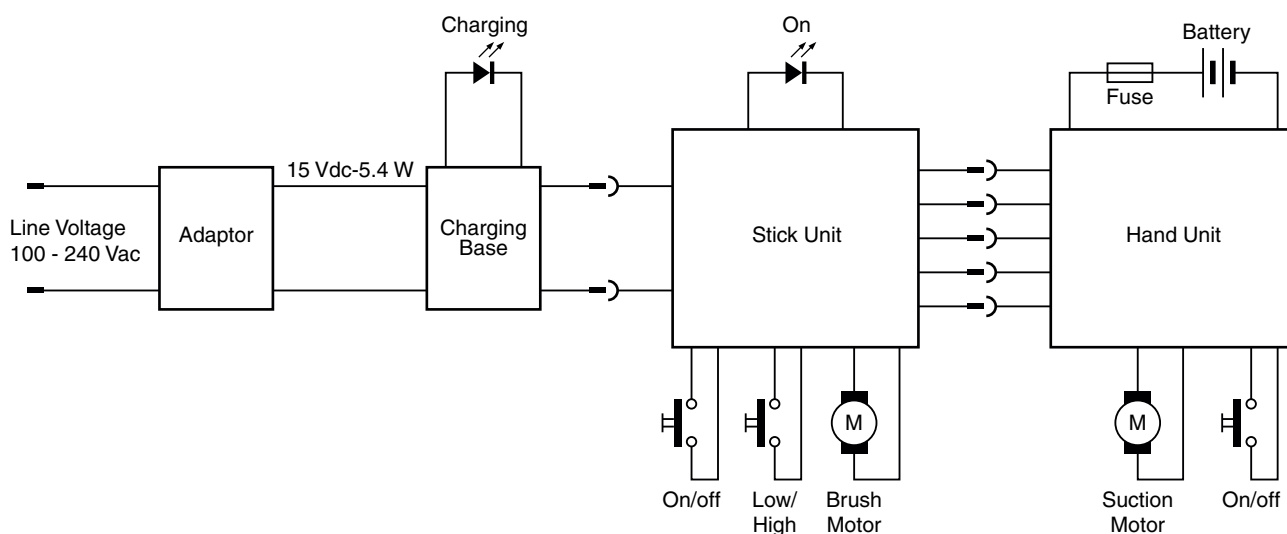 Charging
On
Battery
Fuse
15 Vdc-5.4 W
Line Voltage
100 - 240 Vac
Adaptor
Charging
Base
Stick Unit
Hand Unit
M
M
On/off
Low/
High
Brush
Motor
Suction
Motor
On/off